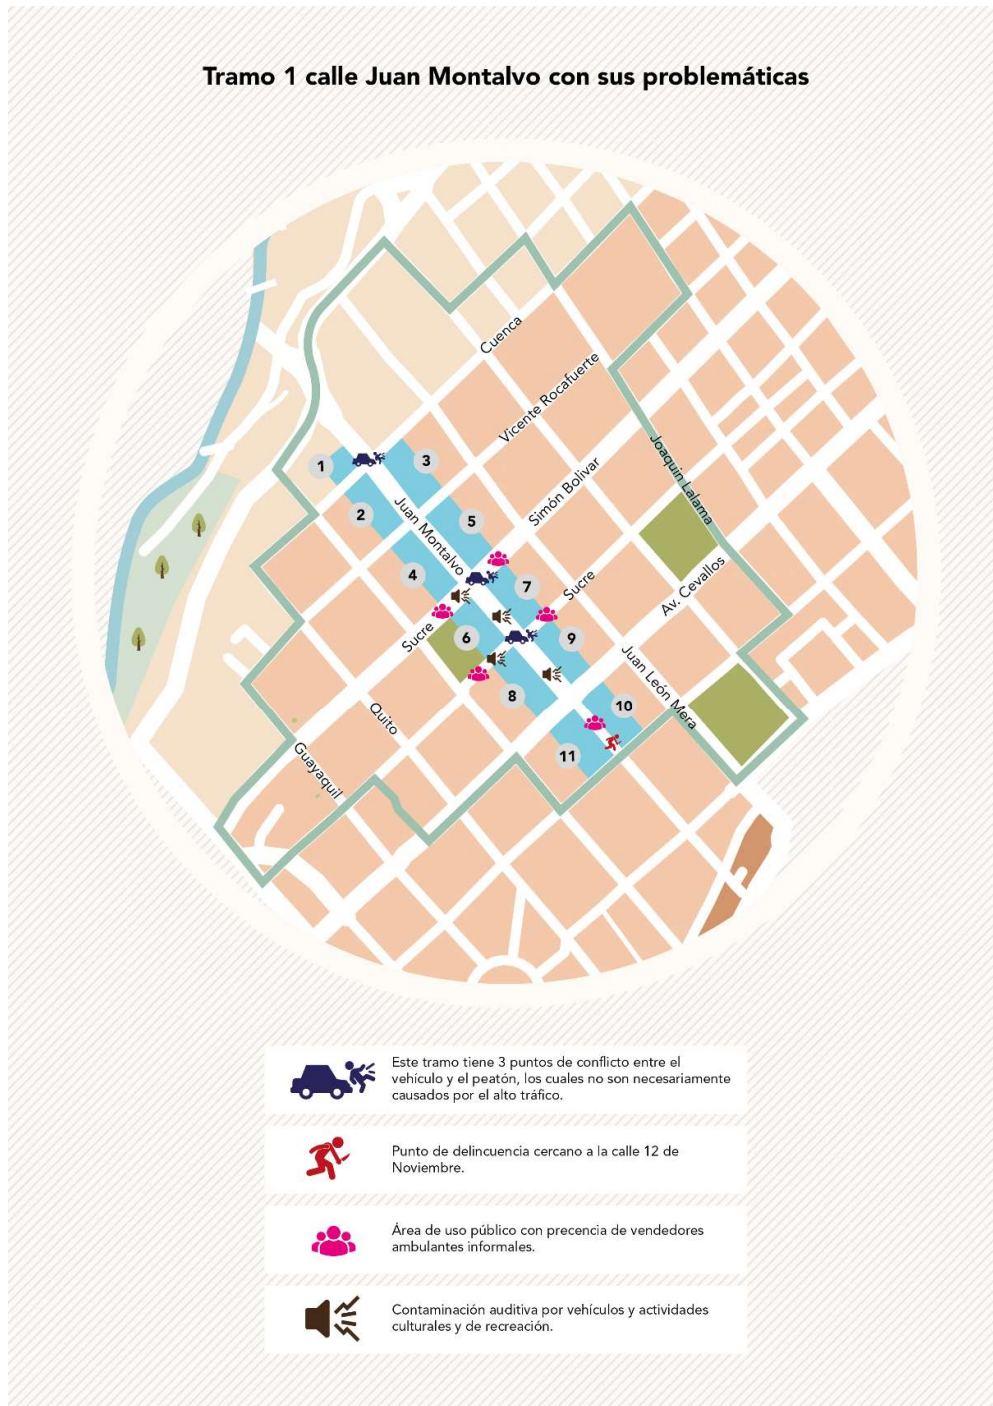 Tramo 1 calle Juan Montalvo con sus problemáticas
Cuenca
Vicente Rocafuerte
Simón Bolivar
Joaquin Lalama
1
3
2
Juan Montalvo
5
4
7
Sucre
Av. Cevallos
Sucre
6
9
Juan León Mera
8
10
Quito
11
Guayaquil
Este tramo tiene 3 puntos de conflicto entre el
vehículo y el peatón, los cuales no son necesariamente
causados por el alto tráfico.
Punto de delincuencia cercano a la calle 12 de
Noviembre.
Área de uso público con precencia de vendedores
ambulantes informales.
Contaminación auditiva por vehículos y actividades
culturales y de recreación.